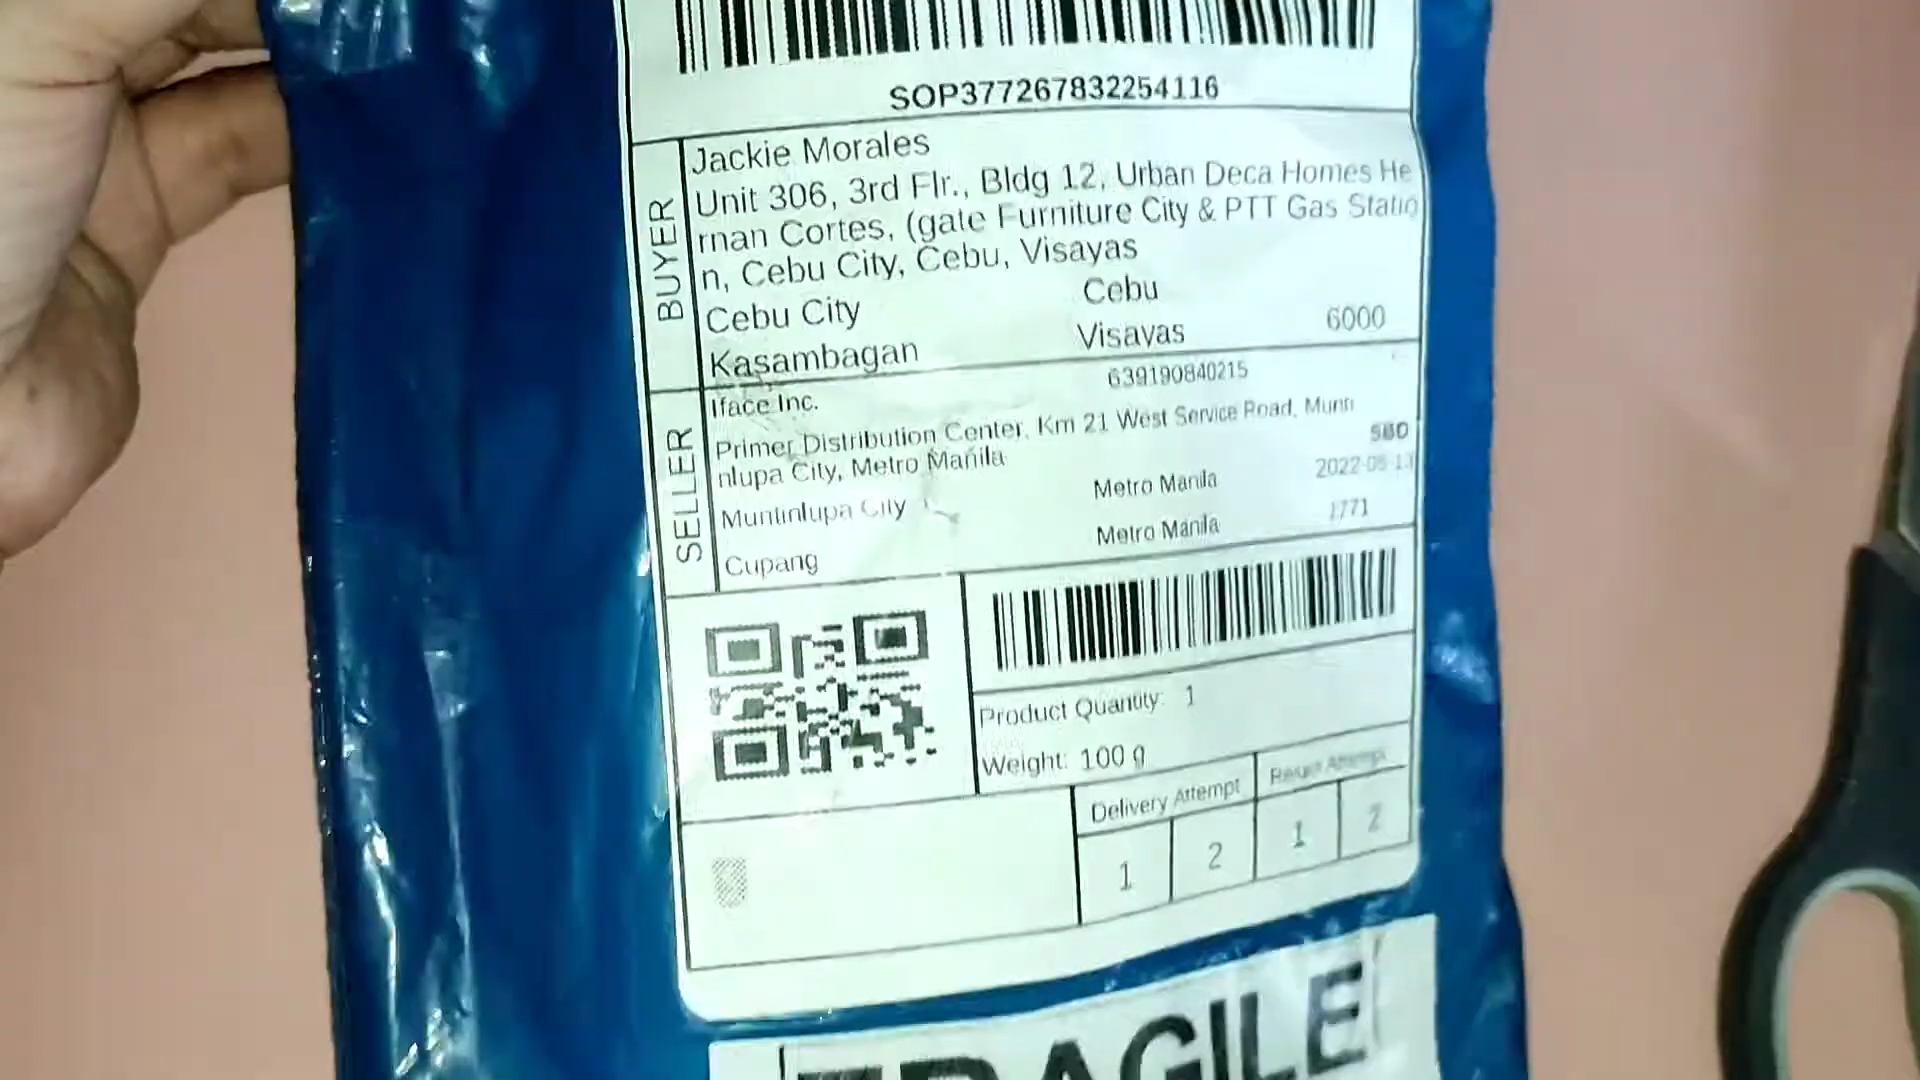 SOP377267832254116
BUYER
Jackie Morales
Unit 306, 3rd Flr., Bldg 12, Urban Deca Homes He
rnan Cortes, (gate Furniture City & PTT Gas Statio
n, Cebu City, Cebu, Visayas
Cebu City Cebu
Kasambagan Visayas 6000
SELLER
Iface Inc. 639190840215
Primer Distribution Center, Km 21 West Service Road, Munti
nlupa City, Metro Manila
Muntinlupa City Metro Manila
Cupang Metro Manila 1771
Product Quantity: 1
Weight: 100 g
Delivery Attempt
1 2 1 2
FRAGILE